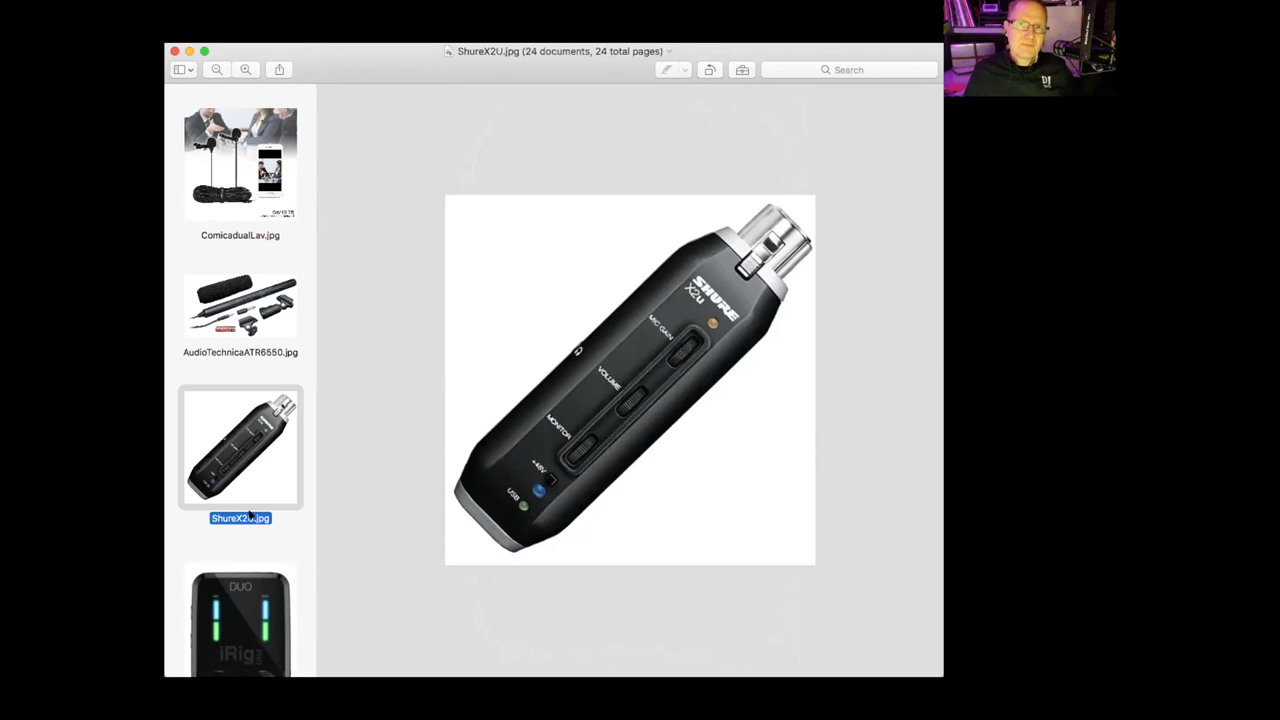 ShureX2U.jpg (24 documents, 24 total pages)
Search
ComicadualLav.jpg
AudioTechnicaATR6550.jpg
ShureX2U.jpg
DUO
iRig
PRO
SHURE
X2u
MIC GAIN
VOLUME
MONITOR
+48V
USB